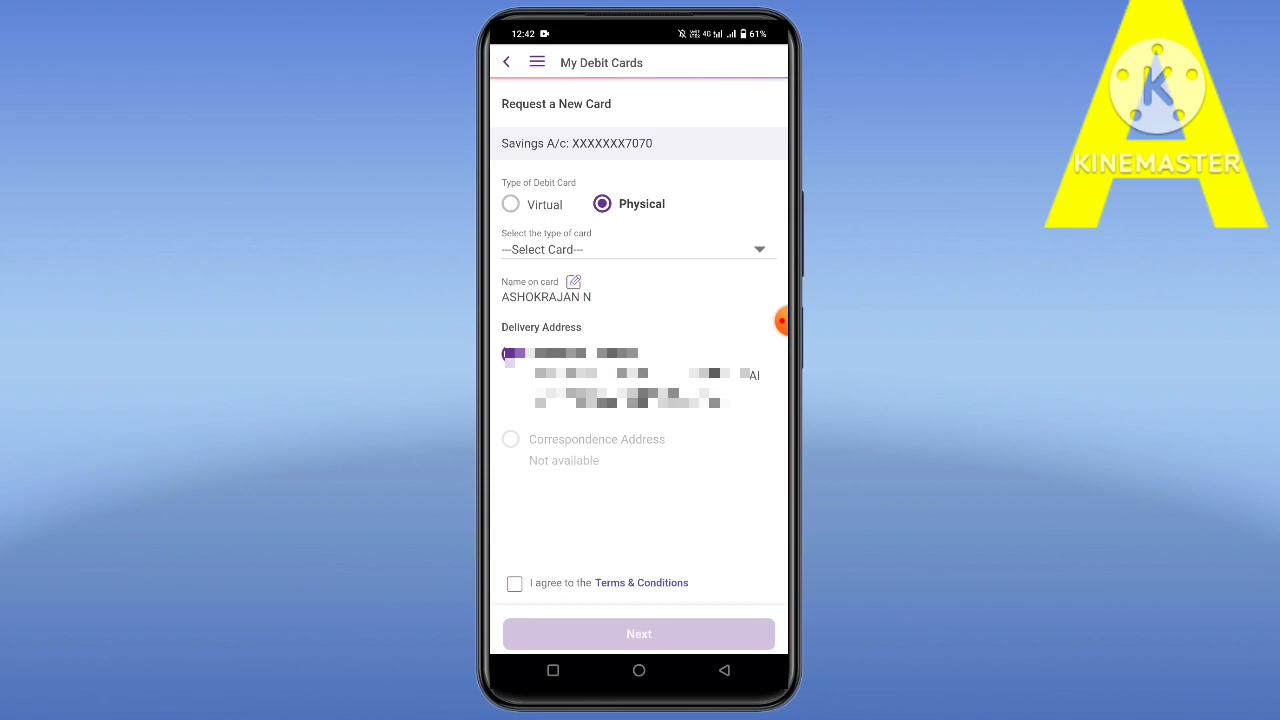 12:42
4G 61%
My Debit Cards
Request a New Card
Savings A/c: XXXXXXX7070
Type of Debit Card
Virtual
Physical
Select the type of card
---Select Card---
Name on card
ASHOKRAJAN N
Delivery Address
AI
Correspondence Address
Not available
I agree to the Terms & Conditions
Next
K
KINEMASTER
A